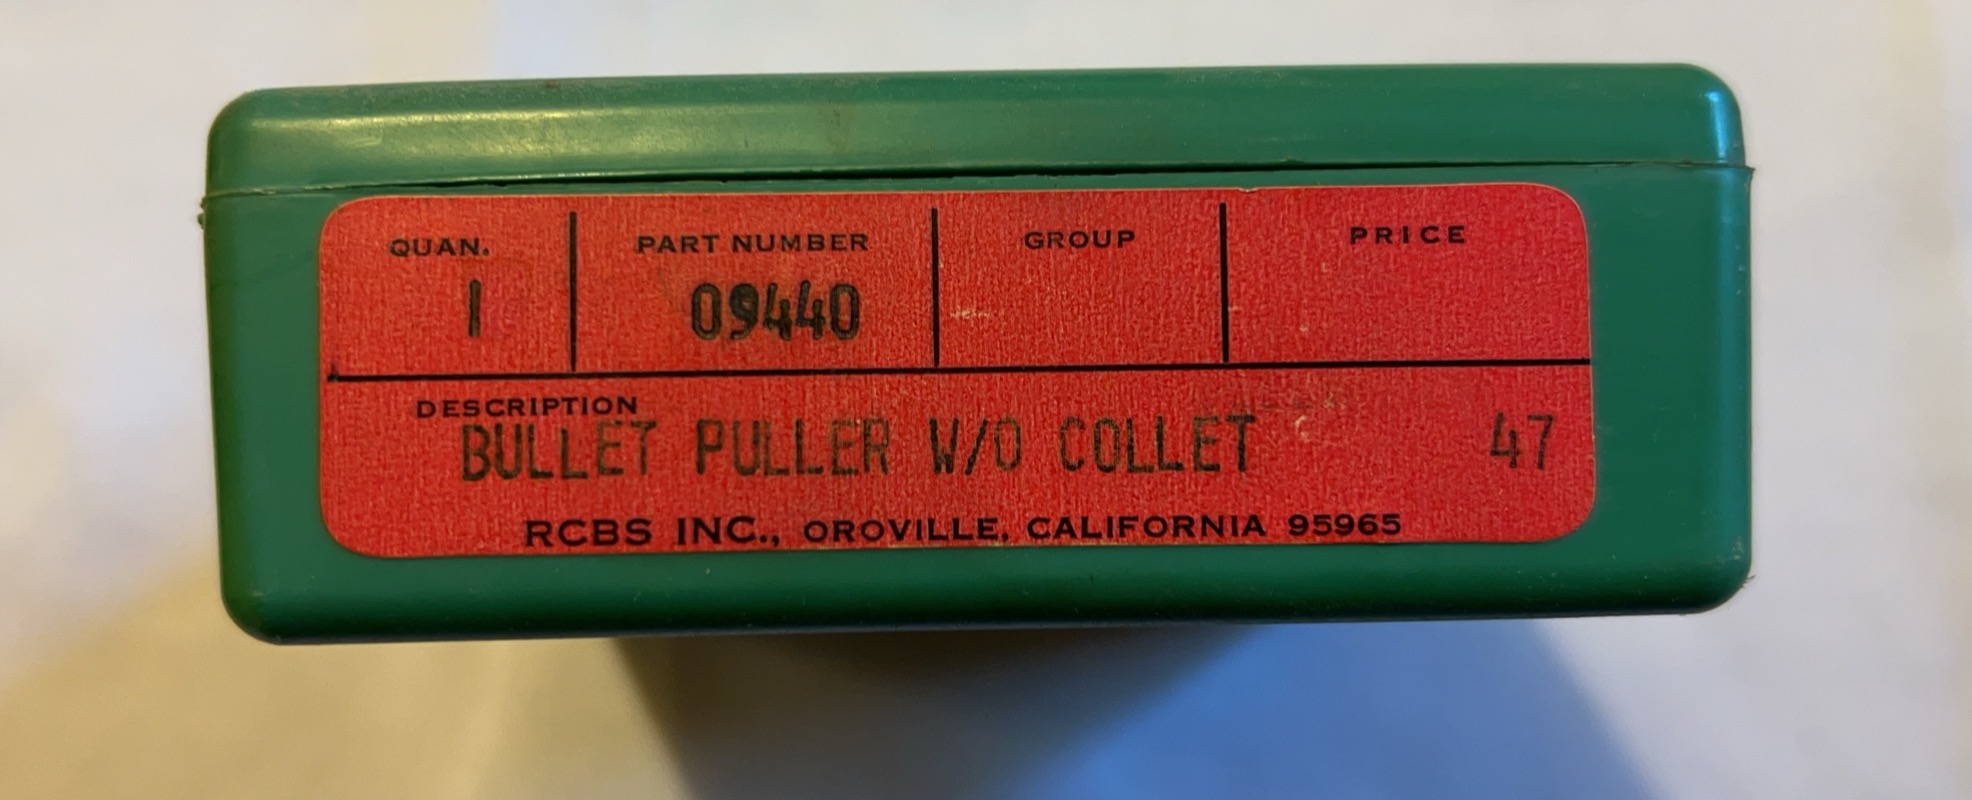 QUAN. PART NUMBER GROUP PRICE
1 09440
DESCRIPTION
BULLET PULLER W/O COLLET 47
RCBS INC., OROVILLE, CALIFORNIA 95965